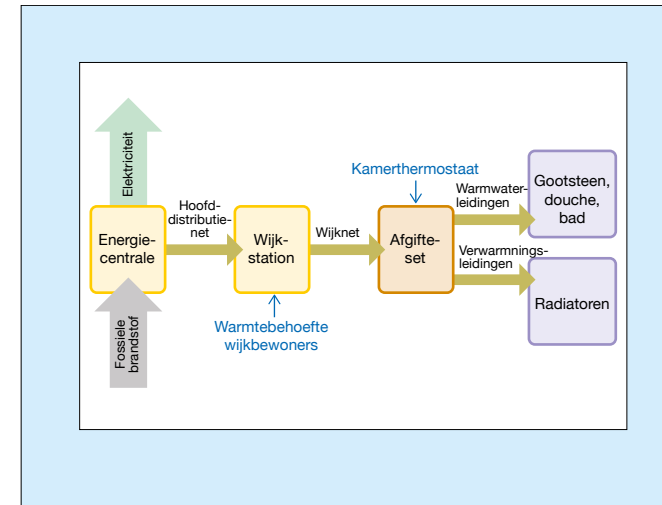 Elektriciteit
Fossiele
brandstof
Energie-
centrale
Hoofd-
distributie-
net
Wijk-
station
Warmtebehoefte
wijkbewoners
Wijknet
Kamerthermostaat
Afgifte-
set
Warmwater-
leidingen
Verwarmnings-
leidingen
Gootsteen,
douche,
bad
Radiatoren